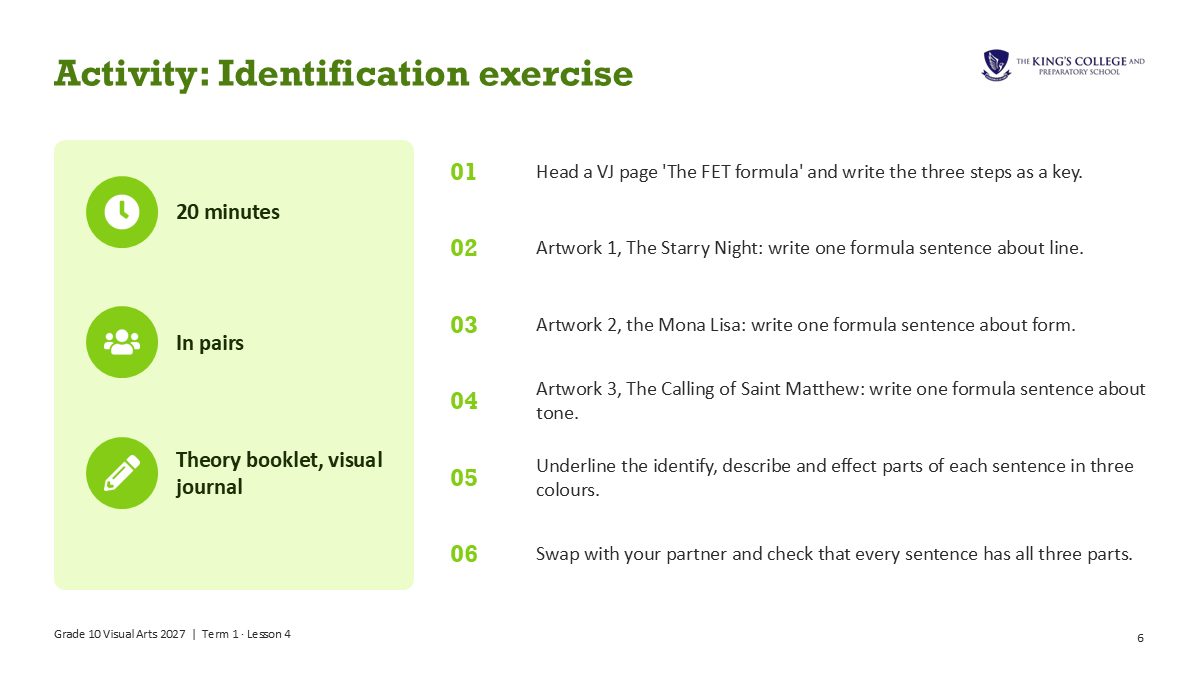 Activity: Identification exercise
THE KING'S COLLEGE AND
PREPARATORY SCHOOL
20 minutes
In pairs
Theory booklet, visual
journal
01
Head a VJ page 'The FET formula' and write the three steps as a key.
02
Artwork 1, The Starry Night: write one formula sentence about line.
03
Artwork 2, the Mona Lisa: write one formula sentence about form.
04
Artwork 3, The Calling of Saint Matthew: write one formula sentence about
tone.
05
Underline the identify, describe and effect parts of each sentence in three
colours.
06
Swap with your partner and check that every sentence has all three parts.
Grade 10 Visual Arts 2027 | Term 1 · Lesson 4
6